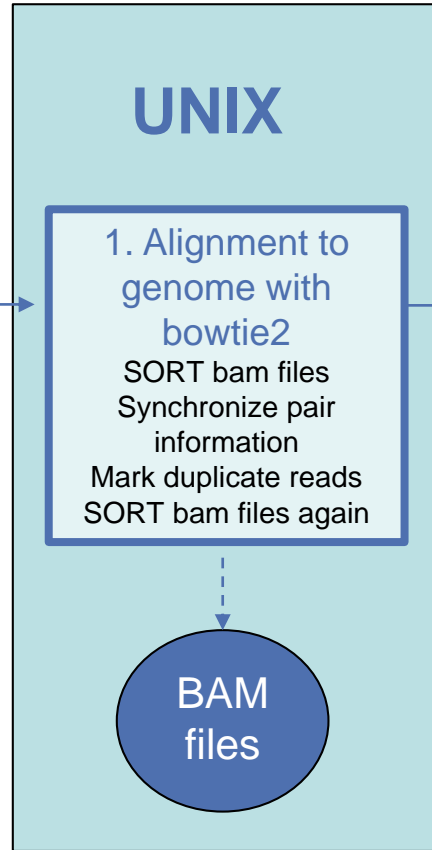 UNIX
1. Alignment to
genome with
bowtie2
SORT bam files
Synchronize pair
information
Mark duplicate reads
SORT bam files again
BAM
files